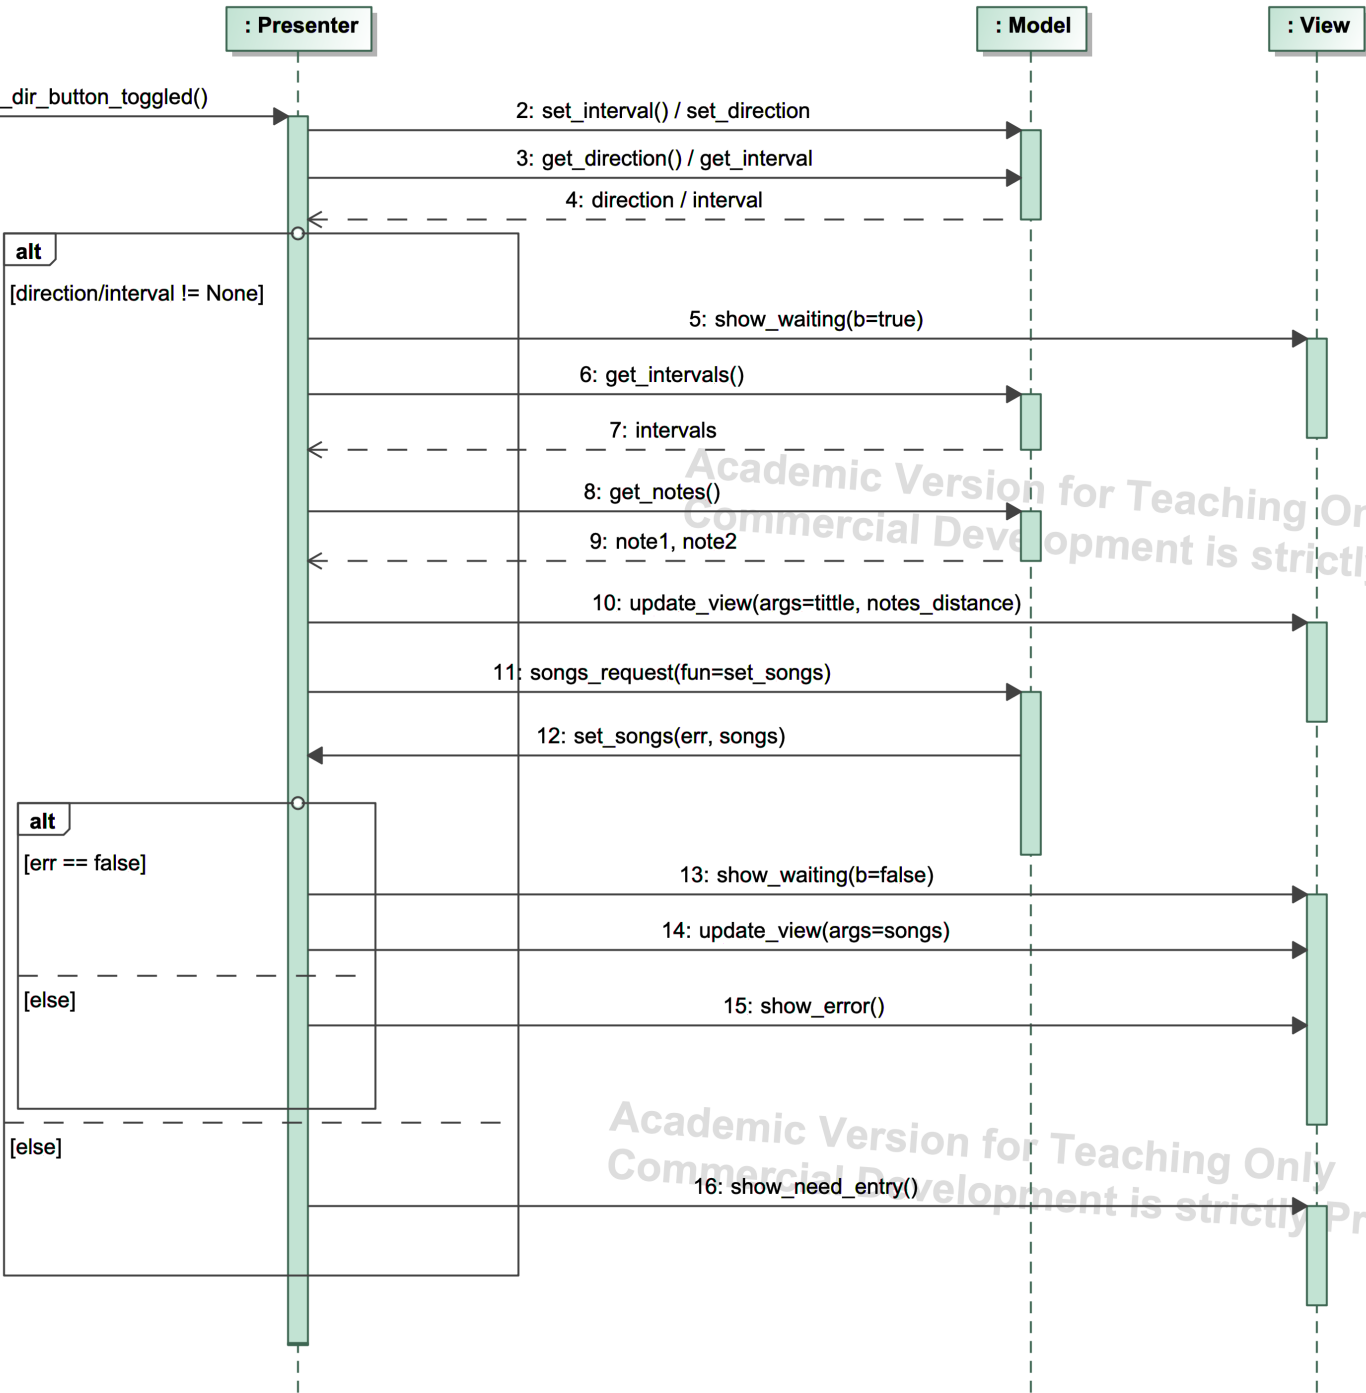 : Presenter
: Model
: View
_dir_button_toggled()
2: set_interval() / set_direction
3: get_direction() / get_interval
4: direction / interval
alt
[direction/interval != None]
5: show_waiting(b=true)
6: get_intervals()
7: intervals
Academic Version for Teaching On
8: get_notes()
Commercial Development is strictly
9: note1, note2
10: update_view(args=tittle, notes_distance)
11: songs_request(fun=set_songs)
12: set_songs(err, songs)
alt
[err == false]
13: show_waiting(b=false)
14: update_view(args=songs)
[else]
15: show_error()
Academic Version for Teaching Only
[else]
Commercial Development is strictly Pr
16: show_need_entry()